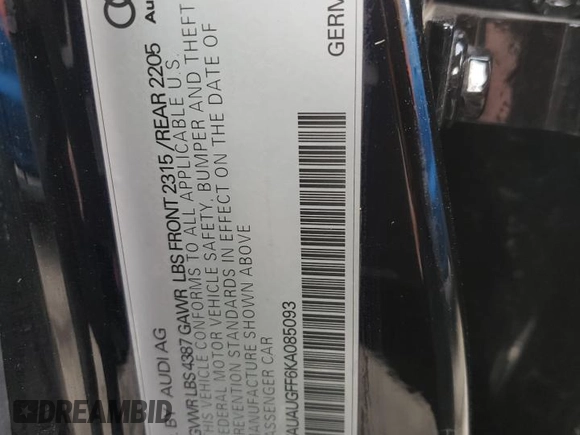 Au
BY AUDI AG
GVWR LBS 4387 GAWR LBS FRONT 2315 /REAR 2205
THIS VEHICLE CONFORMS TO ALL APPLICABLE U.S.
FEDERAL MOTOR VEHICLE SAFETY, BUMPER AND THEFT
PREVENTION STANDARDS IN EFFECT ON THE DATE OF
MANUFACTURE SHOWN ABOVE
PASSENGER CAR
AUAUGFF6KA085093
GERM
DREAMBID